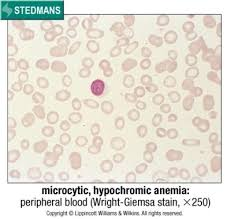 STEDMANS
microcytic, hypochromic anemia:
peripheral blood (Wright-Giemsa stain, ×250)
Copyright © Lippincott Williams & Wilkins. All rights reserved.